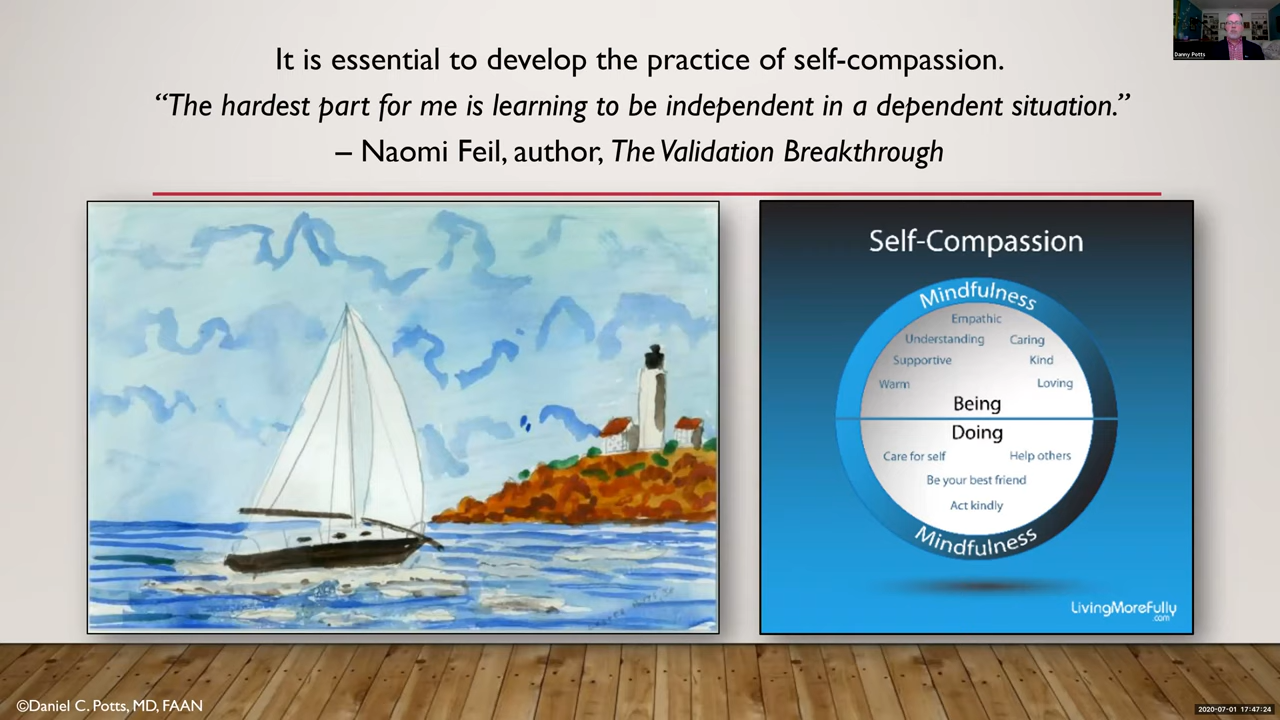 It is essential to develop the practice of self-compassion.
“The hardest part for me is learning to be independent in a dependent situation.”
– Naomi Feil, author, The Validation Breakthrough
Danny Potts
Self-Compassion
Mindfulness
Empathic
Understanding Caring
Supportive Kind
Warm Loving
Being
Doing
Care for self Help others
Be your best friend
Act kindly
Mindfulness
LivingMoreFully
.com
©Daniel C. Potts, MD, FAAN
2020-07-01 17:47:24